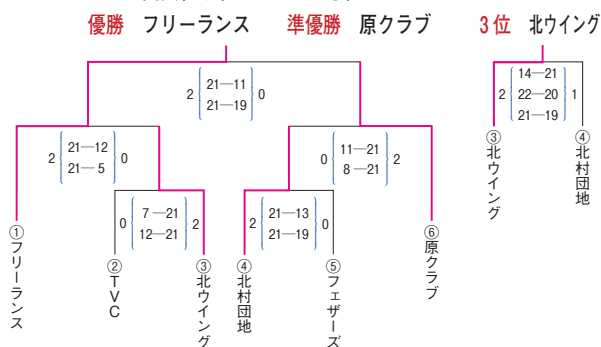 優勝 フリーランス 準優勝 原クラブ 3位 北ウイング
2 21―11 0
21―19
2 14―21 1
22―20
21―19
③北ウイング
④北村団地
2 21―12 0
21―5
0 11―21 2
8―21
0 7―21 2
12―21
2 21―13 0
21―19
①フリーランス
②TVC
③北ウイング
④北村団地
⑤フェザーズ
⑥原クラブ